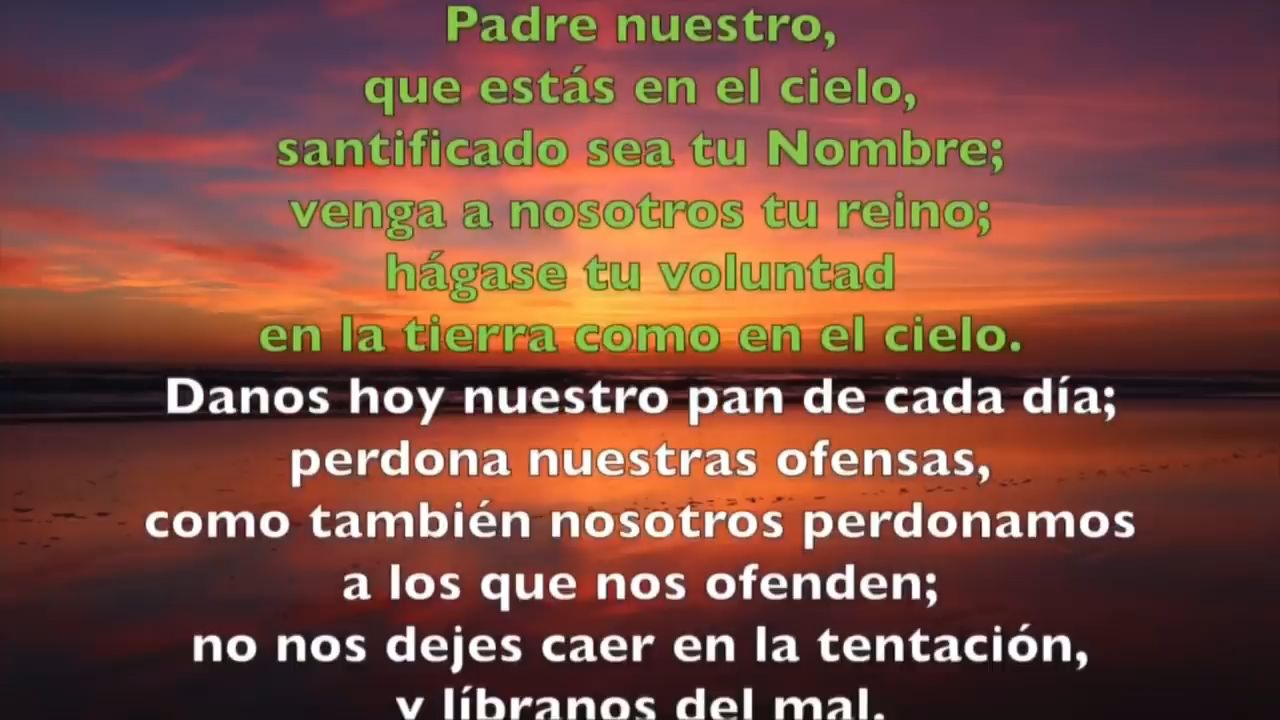 Padre nuestro,
que estás en el cielo,
santificado sea tu Nombre;
venga a nosotros tu reino;
hágase tu voluntad
en la tierra como en el cielo.
Danos hoy nuestro pan de cada día;
perdona nuestras ofensas,
como también nosotros perdonamos
a los que nos ofenden;
no nos dejes caer en la tentación,
y líbranos del mal.